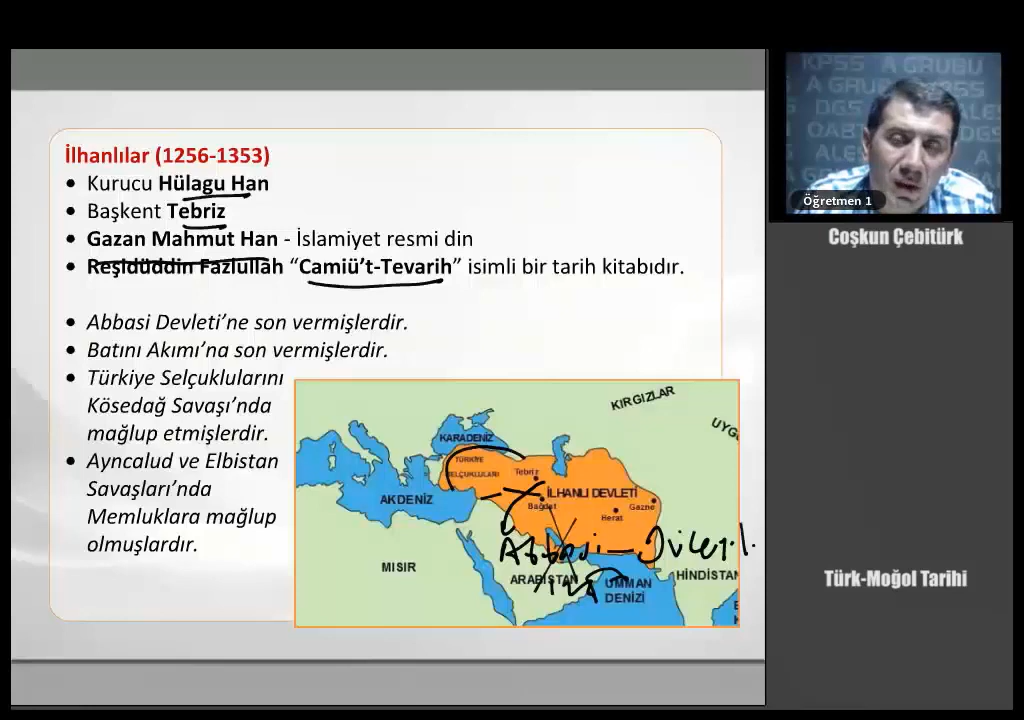 İlhanlılar (1256-1353)
• Kurucu Hülagu Han
• Başkent Tebriz
• Gazan Mahmut Han - İslamiyet resmi din
• Reşidüddin Fazlullah “Camiü’t-Tevarih” isimli bir tarih kitabıdır.
• Abbasi Devleti’ne son vermişlerdir.
• Batını Akımı’na son vermişlerdir.
• Türkiye Selçuklularını
Kösedağ Savaşı’nda
mağlup etmişlerdir.
• Ayncalud ve Elbistan
Savaşları’nda
Memluklara mağlup
olmuşlardır.
KIRGIZLAR
UYGU
KARADENİZ
TÜRKİYE
SELÇUKLULARI
Tebriz
AKDENİZ
İLHANLI DEVLETİ
Bağdat
Gazne
Herat
Abbasi
MISIR
ARABİSTAN
UMMAN
DENİZİ
HİNDİSTAN
KPSS A GRUBU
A GRUBU
DGS
ALES
Öğretmen 1
Coşkun Çebitürk
Türk-Moğol Tarihi